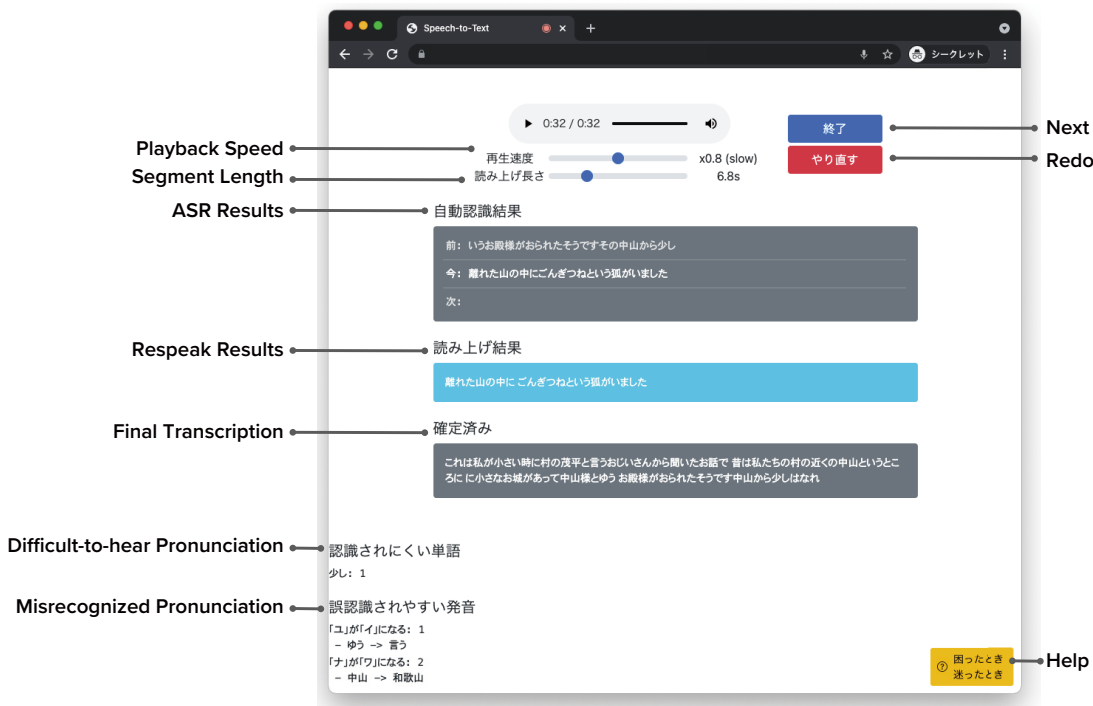 Speech-to-Text
シークレット
0:32 / 0:32
終了
Next
Playback Speed
再生速度
x0.8 (slow)
やり直す
Redo
Segment Length
読み上げ長さ
6.8s
ASR Results
自動認識結果
前: いうお殿様がおられたそうですその中山から少し
今: 離れた山の中にごんぎつねという狐がいました
次:
Respeak Results
読み上げ結果
離れた山の中に ごんぎつねという狐がいました
Final Transcription
確定済み
これは私が小さい時に村の茂平と言うおじいさんから聞いたお話で 昔は私たちの村の近くの中山というとこ
ろに に小さなお城があって中山様とゆう お殿様がおられたそうです中山から少しはなれ
Difficult-to-hear Pronunciation
認識されにくい単語
少し: 1
Misrecognized Pronunciation
誤認識されやすい発音
「ユ」が「イ」になる: 1
– ゆう –> 言う
「ナ」が「ワ」になる: 2
– 中山 –> 和歌山
困ったとき
迷ったとき
Help